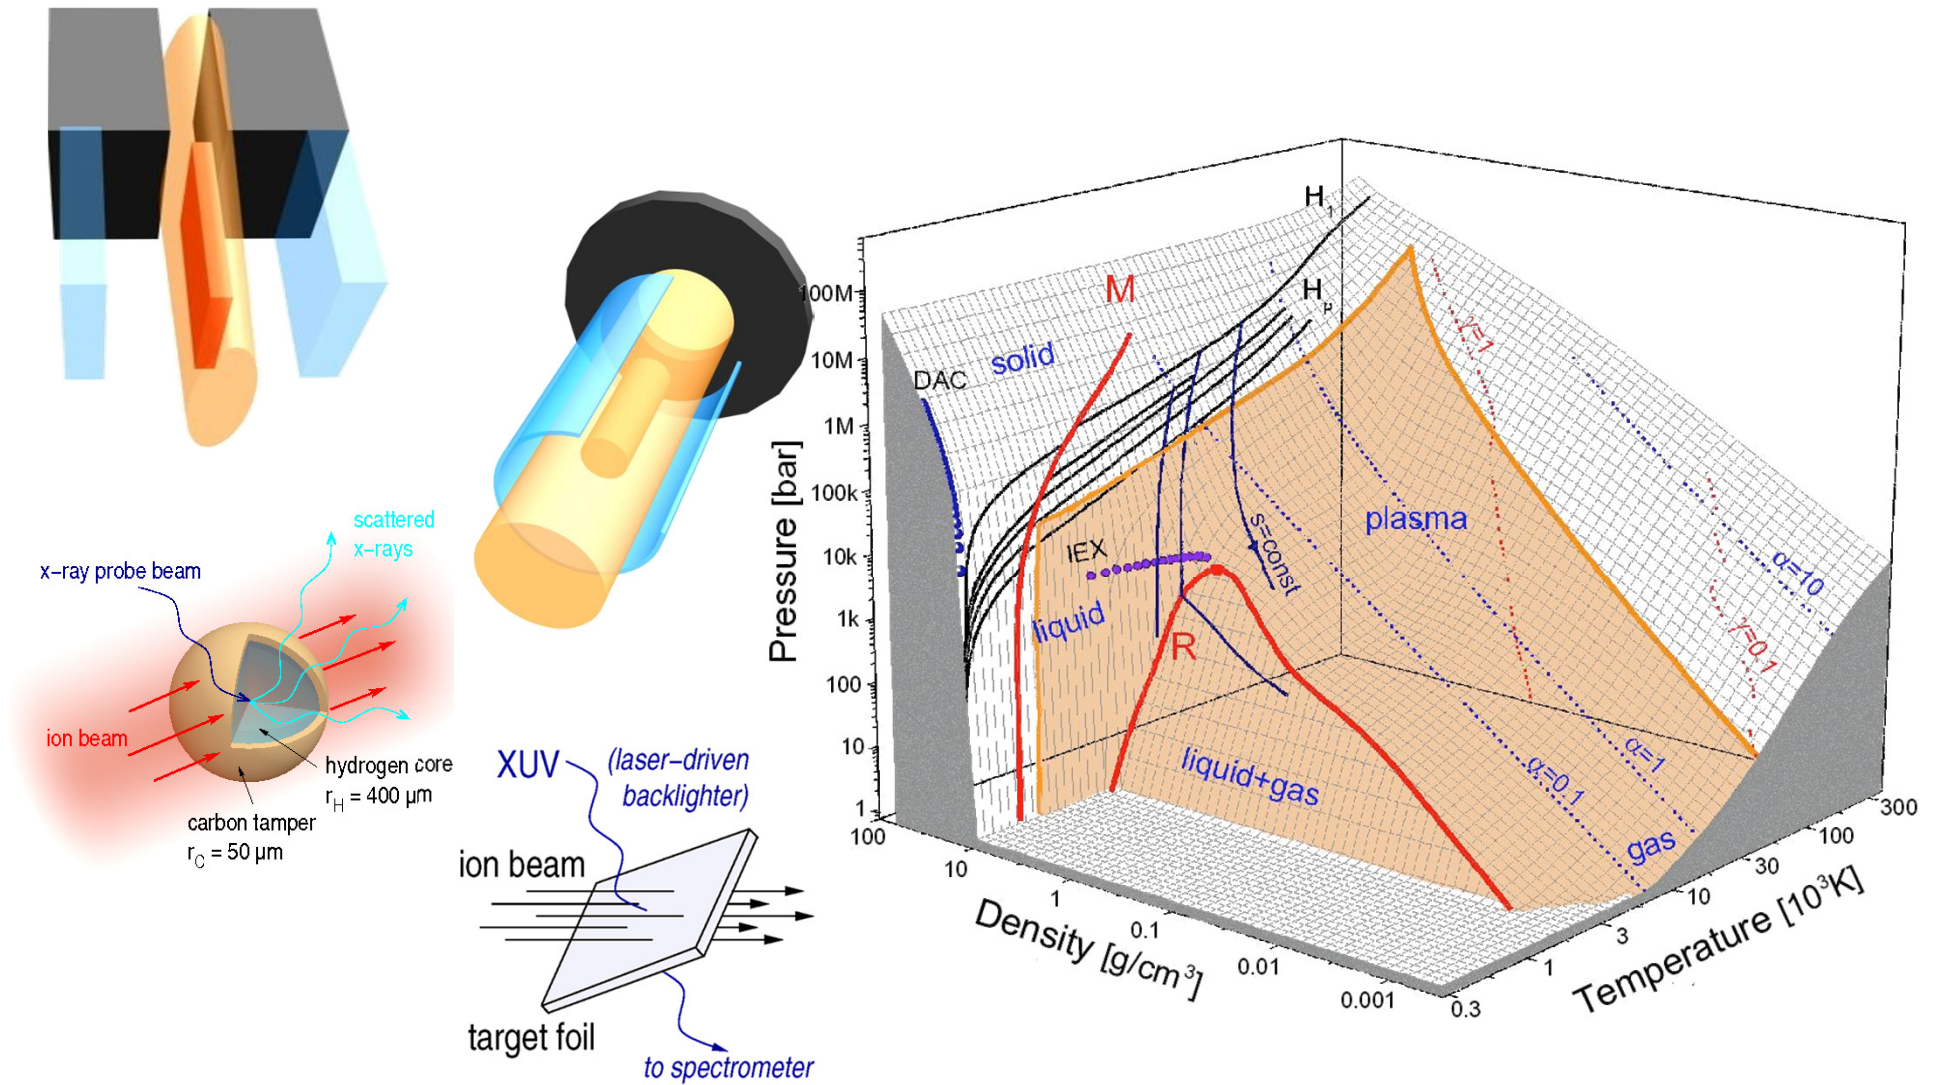 scattered
x-rays
x-ray probe beam
ion beam
hydrogen core
r_H = 400 µm
carbon tamper
r_C = 50 µm
XUV
(laser-driven
backlighter)
ion beam
target foil
to spectrometer
Pressure [bar]
100M
10M
1M
100k
10k
1k
100
10
1
100
10
1
0.1
0.01
0.001
Density [g/cm³]
0.3
1
3
10
30
100
300
Temperature [10³K]
H₁
Hₚ
M
solid
DAC
γ=1
plasma
IEX
s=const
liquid
R
α=10
γ=0.1
liquid+gas
α=1
α=0.1
gas